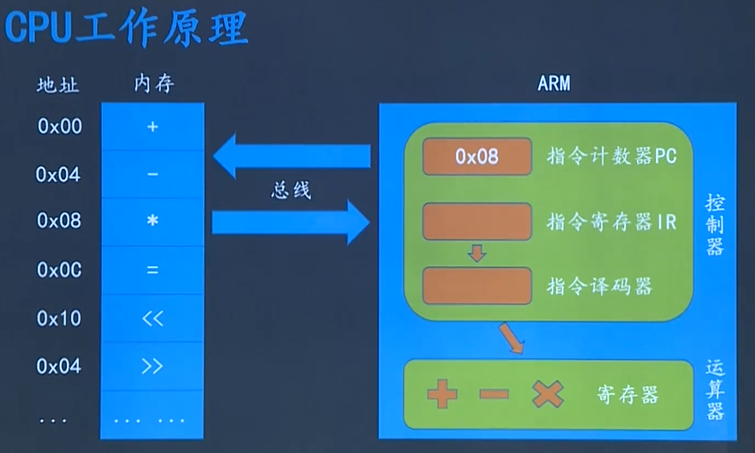 CPU工作原理
地址 内存 ARM
0x00 +
0x04 -
0x08 *
0x0C =
0x10 <<
0x04 >>
... ... ...
总线
0x08 指令计数器PC
指令寄存器IR
指令译码器
控制器
寄存器
运算器